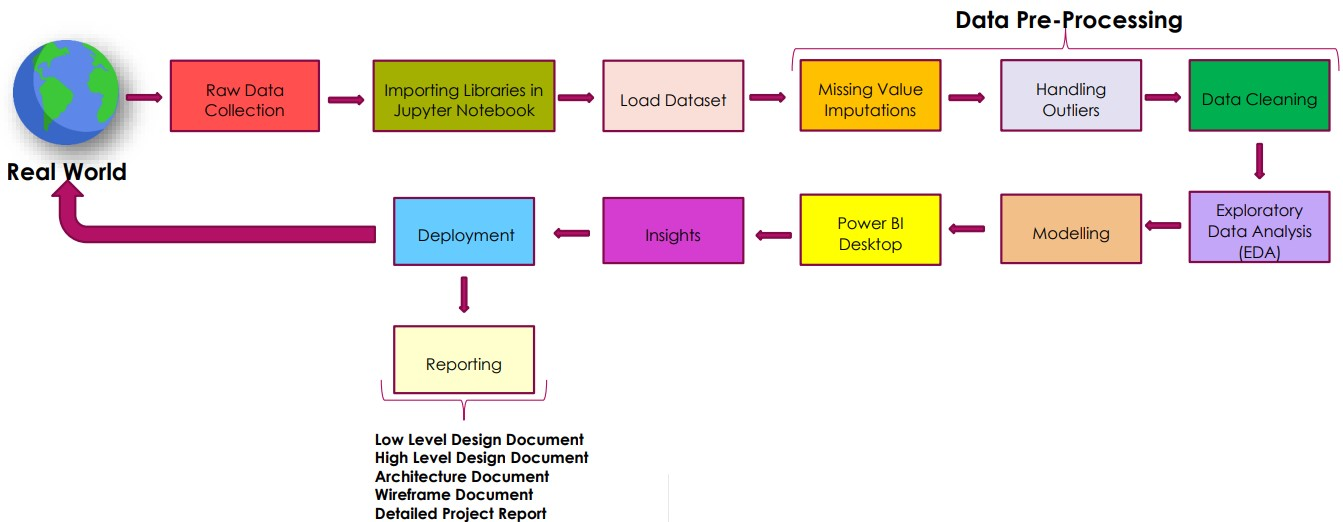 Data Pre-Processing
Raw Data
Collection
Importing Libraries in
Jupyter Notebook
Load Dataset
Missing Value
Imputations
Handling
Outliers
Data Cleaning
Real World
Deployment
Insights
Power BI
Desktop
Modelling
Exploratory
Data Analysis
(EDA)
Reporting
Low Level Design Document
High Level Design Document
Architecture Document
Wireframe Document
Detailed Project Report